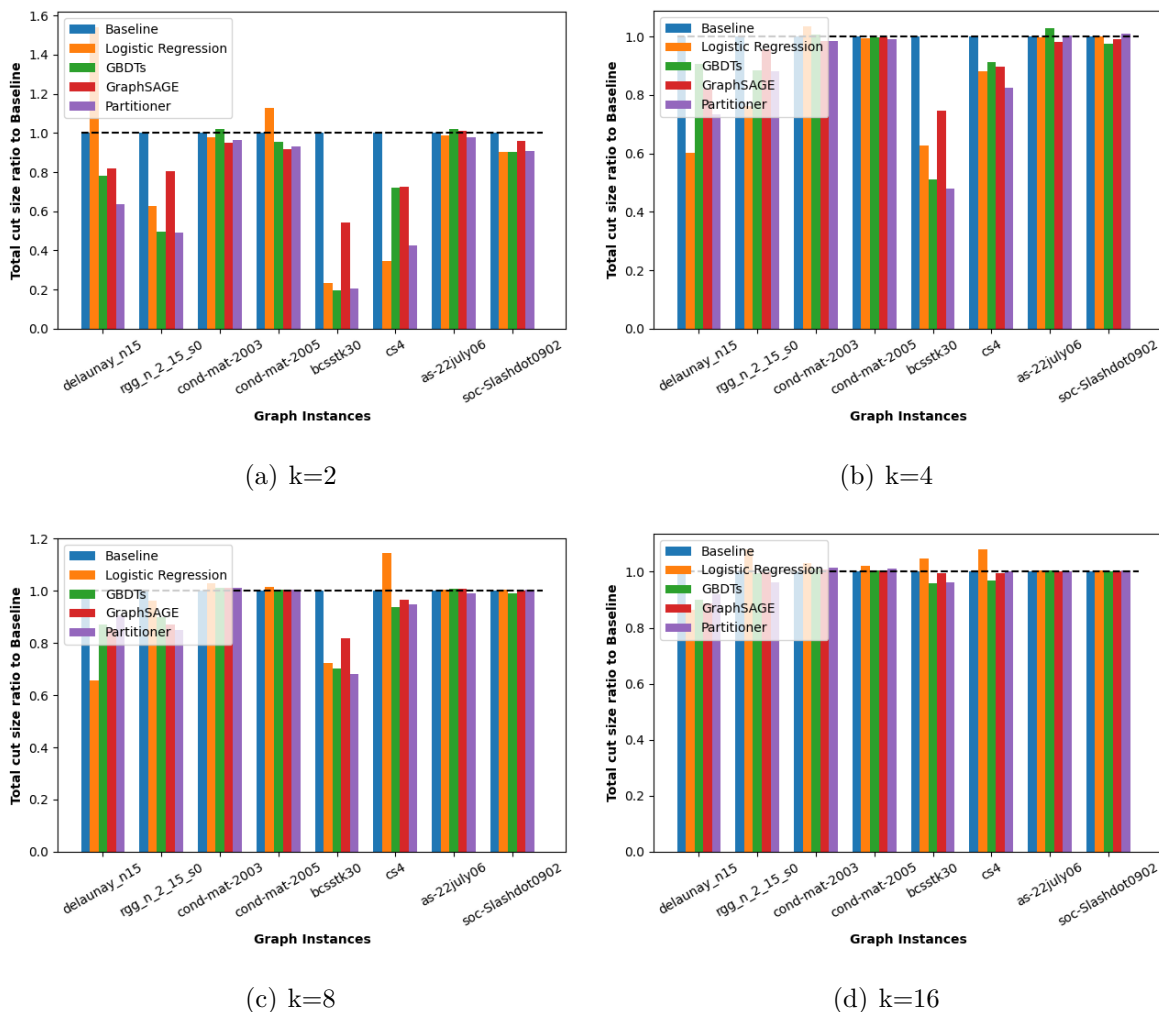 Total cut size ratio to Baseline
1.6
1.4
1.2
1.0
0.8
0.6
0.4
0.2
0.0
Baseline
Logistic Regression
GBDTs
GraphSAGE
Partitioner
delaunay_n15
rgg_n_2_15_s0
cond-mat-2003
cond-mat-2005
bcsstk30
cs4
as-22july06
soc-Slashdot0902
Graph Instances
(a) k=2
Total cut size ratio to Baseline
1.0
0.8
0.6
0.4
0.2
0.0
Baseline
Logistic Regression
GBDTs
GraphSAGE
Partitioner
delaunay_n15
rgg_n_2_15_s0
cond-mat-2003
cond-mat-2005
bcsstk30
cs4
as-22july06
soc-Slashdot0902
Graph Instances
(b) k=4
Total cut size ratio to Baseline
1.2
1.0
0.8
0.6
0.4
0.2
0.0
Baseline
Logistic Regression
GBDTs
GraphSAGE
Partitioner
delaunay_n15
rgg_n_2_15_s0
cond-mat-2003
cond-mat-2005
bcsstk30
cs4
as-22july06
soc-Slashdot0902
Graph Instances
(c) k=8
Total cut size ratio to Baseline
1.0
0.8
0.6
0.4
0.2
0.0
Baseline
Logistic Regression
GBDTs
GraphSAGE
Partitioner
delaunay_n15
rgg_n_2_15_s0
cond-mat-2003
cond-mat-2005
bcsstk30
cs4
as-22july06
soc-Slashdot0902
Graph Instances
(d) k=16